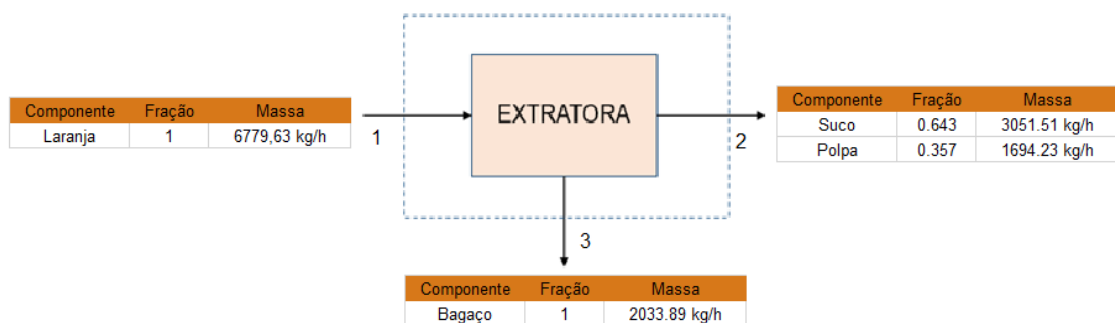 EXTRATORA
Componente Fração Massa
Laranja 1 6779,63 kg/h
1
2
Componente Fração Massa
Suco 0.643 3051.51 kg/h
Polpa 0.357 1694.23 kg/h
3
Componente Fração Massa
Bagaço 1 2033.89 kg/h